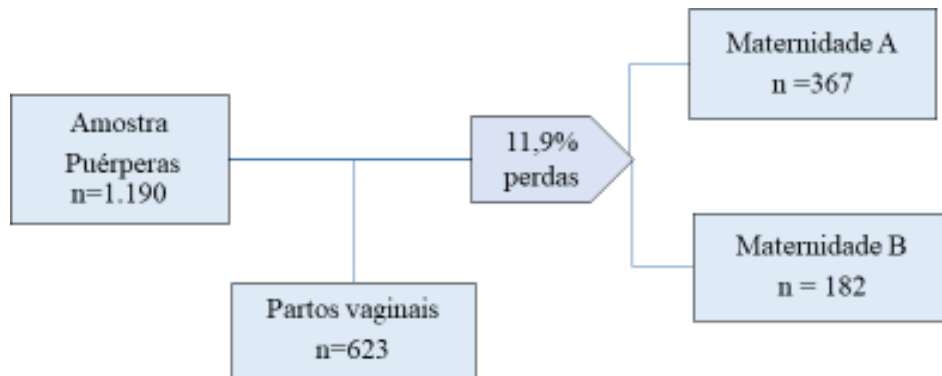 Amostra
Puérperas
n=1.190
Partos vaginais
n=623
11,9%
perdas
Maternidade A
n =367
Maternidade B
n = 182